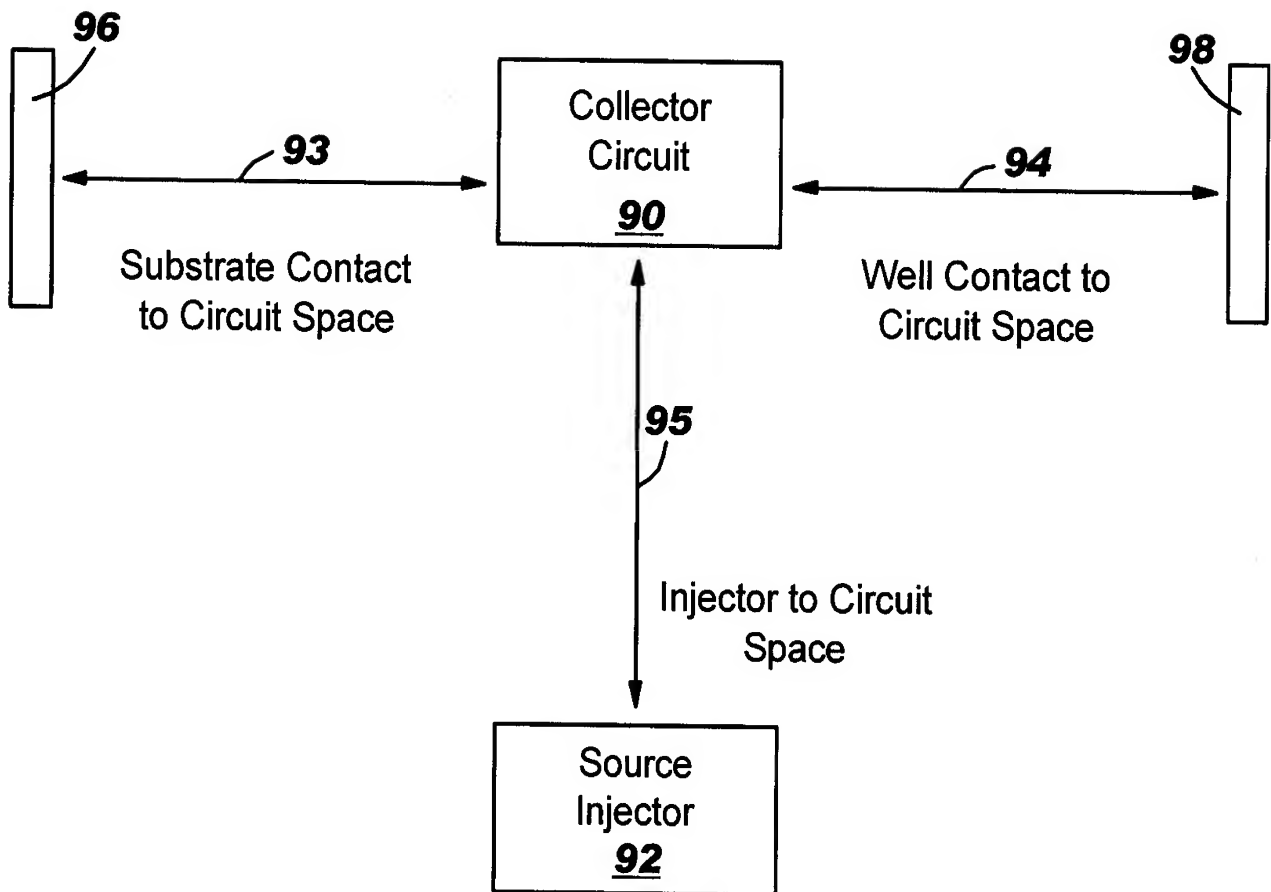 96
98
Collector
Circuit
90
93
94
Substrate Contact
to Circuit Space
Well Contact to
Circuit Space
95
Injector to Circuit
Space
Source
Injector
92